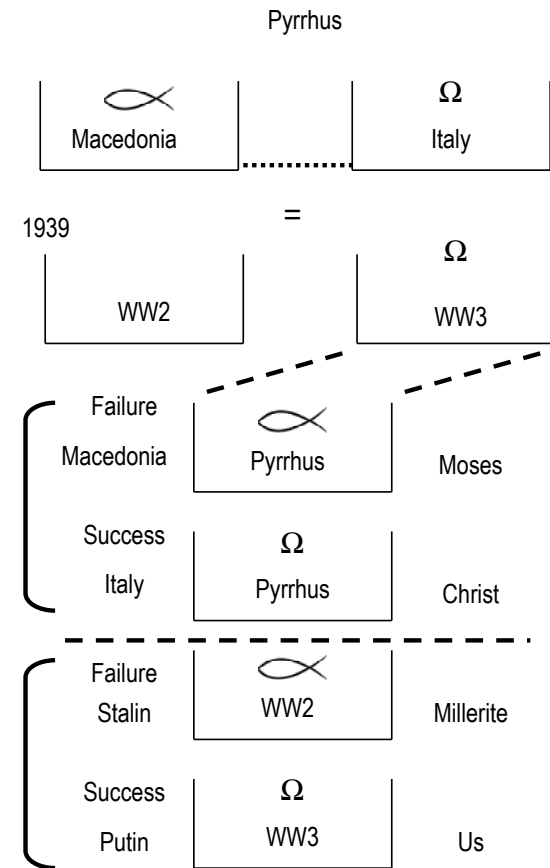 Pyrrhus
Ω
Macedonia Italy
=
1939
Ω
WW2 WW3
Failure
Macedonia Pyrrhus Moses
Success
Ω
Italy Pyrrhus Christ
Failure
Stalin WW2 Millerite
Success Ω
Putin WW3 Us